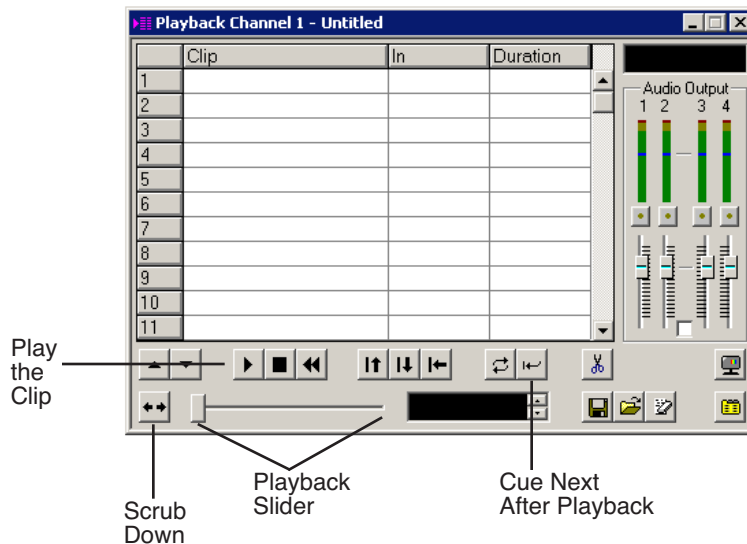 Playback Channel 1 - Untitled
Clip In Duration
1
2
3
4
5
6
7
8
9
10
11
Audio Output
1 2 3 4
Play
the
Clip
Scrub
Down
Playback
Slider
Cue Next
After Playback